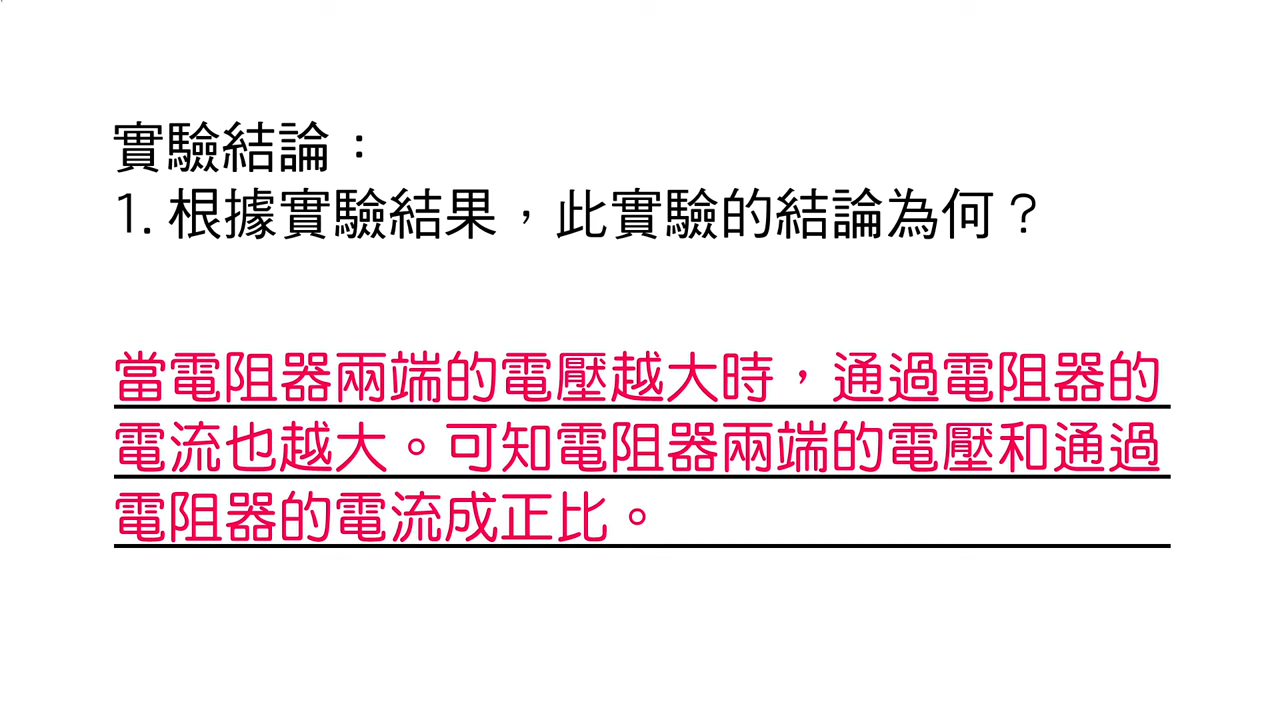 實驗結論：
1. 根據實驗結果，此實驗的結論為何？
當電阻器兩端的電壓越大時，通過電阻器的
電流也越大。可知電阻器兩端的電壓和通過
電阻器的電流成正比。